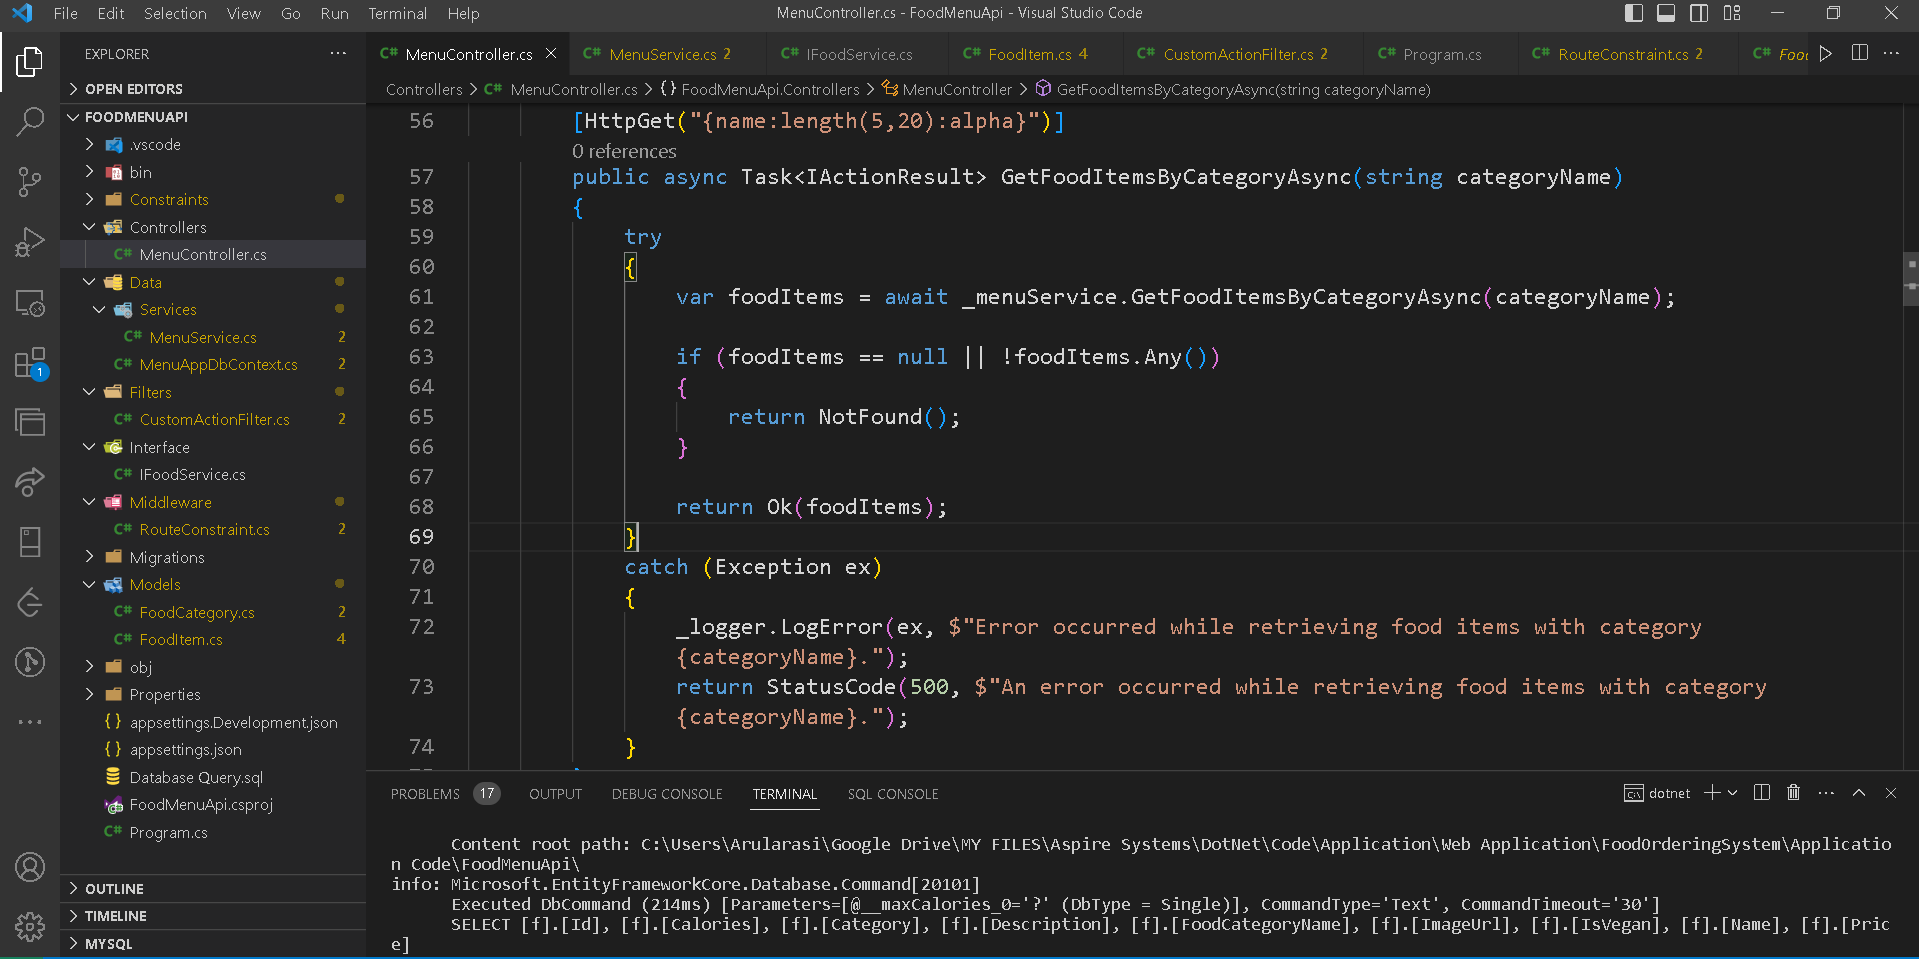 File Edit Selection View Go Run Terminal Help MenuController.cs - FoodMenuApi - Visual Studio Code
EXPLORER ···
OPEN EDITORS
FOODMENUAPI
.vscode
bin
Constraints
Controllers
C# MenuController.cs
Data
Services
C# MenuService.cs 2
C# MenuAppDbContext.cs 2
Filters
C# CustomActionFilter.cs 2
Interface
C# IFoodService.cs
Middleware
C# RouteConstraint.cs 2
Migrations
Models
C# FoodCategory.cs 2
C# FoodItem.cs 4
obj
Properties
{} appsettings.Development.json
{} appsettings.json
Database Query.sql
FoodMenuApi.csproj
C# Program.cs
OUTLINE
TIMELINE
MYSQL
1
C# MenuController.cs C# MenuService.cs 2 C# IFoodService.cs C# FoodItem.cs 4 C# CustomActionFilter.cs 2 C# Program.cs C# RouteConstraint.cs 2 C# Food
Controllers > C# MenuController.cs > {} FoodMenuApi.Controllers > MenuController > GetFoodItemsByCategoryAsync(string categoryName)
56 [HttpGet("{name:length(5,20):alpha}")]
0 references
57 public async Task<IActionResult> GetFoodItemsByCategoryAsync(string categoryName)
58 {
59 try
60 {
61 var foodItems = await _menuService.GetFoodItemsByCategoryAsync(categoryName);
62
63 if (foodItems == null || !foodItems.Any())
64 {
65 return NotFound();
66 }
67
68 return Ok(foodItems);
69 }
70 catch (Exception ex)
71 {
72 _logger.LogError(ex, $"Error occurred while retrieving food items with category
{categoryName}.");
73 return StatusCode(500, $"An error occurred while retrieving food items with category
{categoryName}.");
74 }
PROBLEMS 17 OUTPUT DEBUG CONSOLE TERMINAL SQL CONSOLE dotnet
Content root path: C:\Users\Arularasi\Google Drive\MY FILES\Aspire Systems\DotNet\Code\Application\Web Application\FoodOrderingSystem\Applicatio
n Code\FoodMenuApi\
info: Microsoft.EntityFrameworkCore.Database.Command[20101]
Executed DbCommand (214ms) [Parameters=[@__maxCalories_0='?' (DbType = Single)], CommandType='Text', CommandTimeout='30']
SELECT [f].[Id], [f].[Calories], [f].[Category], [f].[Description], [f].[FoodCategoryName], [f].[ImageUrl], [f].[IsVegan], [f].[Name], [f].[Pric
e]